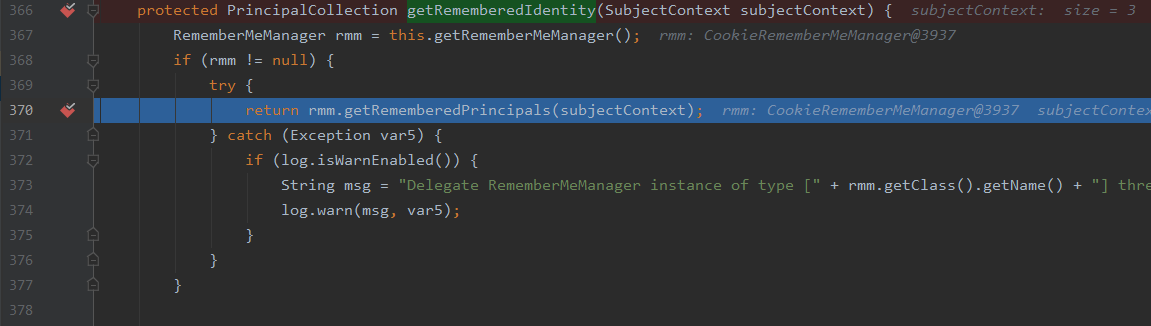 366 protected PrincipalCollection getRememberedIdentity(SubjectContext subjectContext) { subjectContext: size = 3
367 RememberMeManager rmm = this.getRememberMeManager(); rmm: CookieRememberMeManager@3937
368 if (rmm != null) {
369 try {
370 return rmm.getRememberedPrincipals(subjectContext); rmm: CookieRememberMeManager@3937 subjectContex
371 } catch (Exception var5) {
372 if (log.isWarnEnabled()) {
373 String msg = "Delegate RememberMeManager instance of type [" + rmm.getClass().getName() + "] thre
374 log.warn(msg, var5);
375 }
376 }
377 }
378